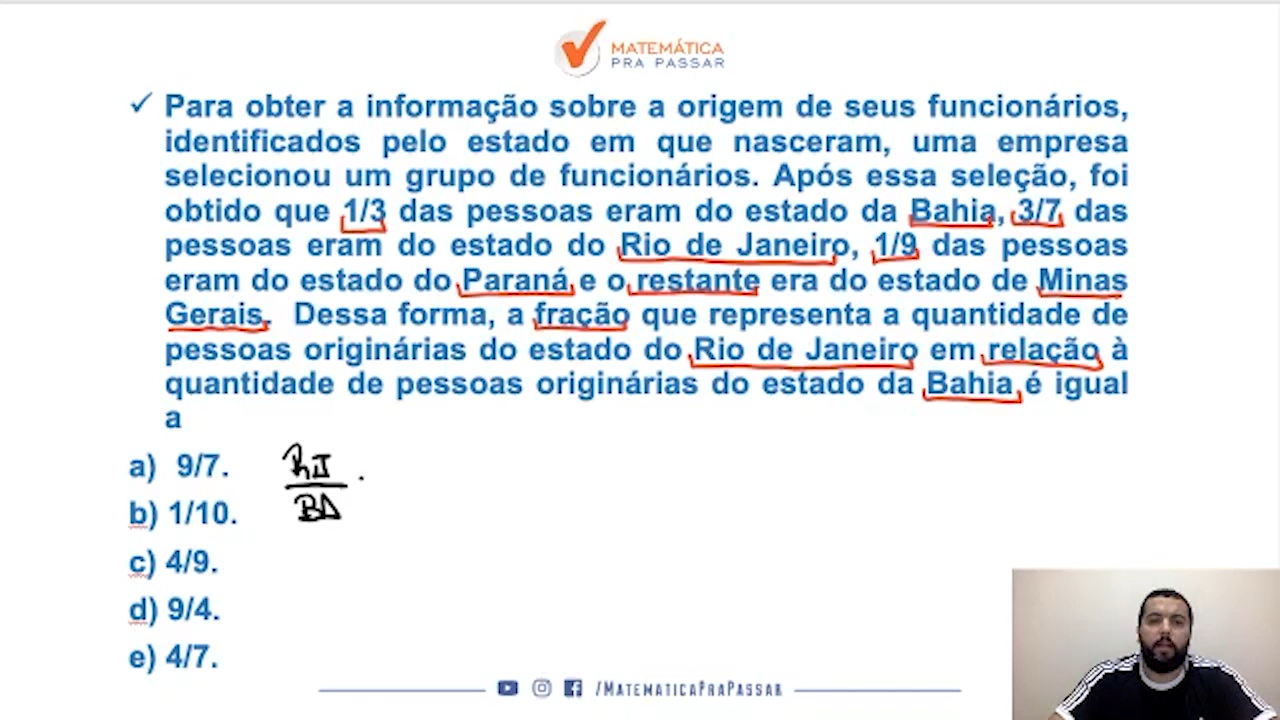 MATEMÁTICA
PRA PASSAR
✓ Para obter a informação sobre a origem de seus funcionários,
identificados pelo estado em que nasceram, uma empresa
selecionou um grupo de funcionários. Após essa seleção, foi
obtido que 1/3 das pessoas eram do estado da Bahia, 3/7 das
pessoas eram do estado do Rio de Janeiro, 1/9 das pessoas
eram do estado do Paraná e o restante era do estado de Minas
Gerais. Dessa forma, a fração que representa a quantidade de
pessoas originárias do estado do Rio de Janeiro em relação à
quantidade de pessoas originárias do estado da Bahia é igual
a
a) 9/7.
RJ
BA
b) 1/10.
c) 4/9.
d) 9/4.
e) 4/7.
/MATEMATICAPRAPASSAR